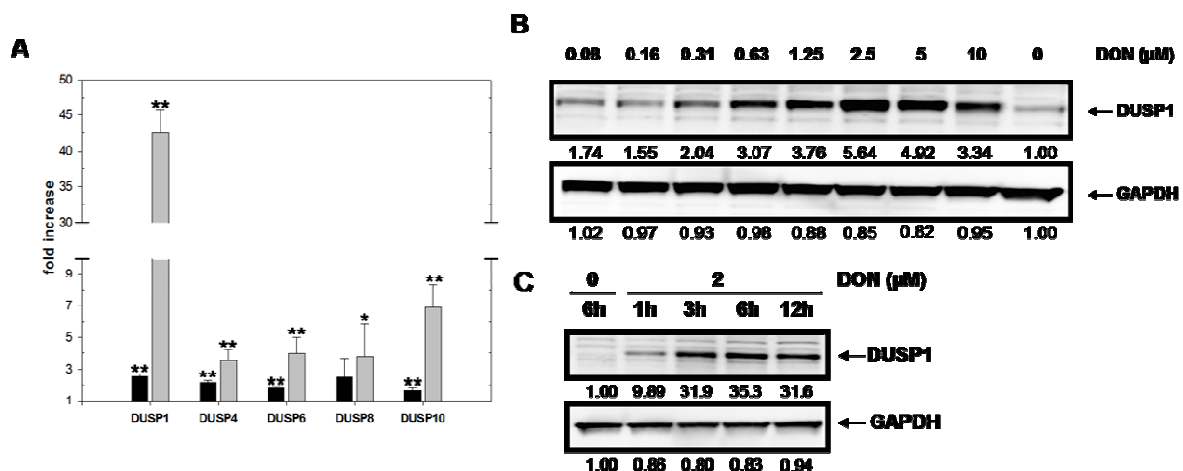 A
50
45
40
35
30
9
7
5
3
1
fold increase
**
**
**
**
**
**
*
**
**
DUSP1 DUSP4 DUSP6 DUSP8 DUSP10
B
0.08 0.16 0.31 0.63 1.25 2.5 5 10 0 DON (µM)
DUSP1
1.74 1.55 2.04 3.07 3.76 5.64 4.92 3.34 1.00
GAPDH
1.02 0.97 0.93 0.98 0.88 0.85 0.82 0.95 1.00
C
0 2 DON (µM)
6h 1h 3h 6h 12h
DUSP1
1.00 9.89 31.9 35.3 31.6
GAPDH
1.00 0.86 0.80 0.83 0.94